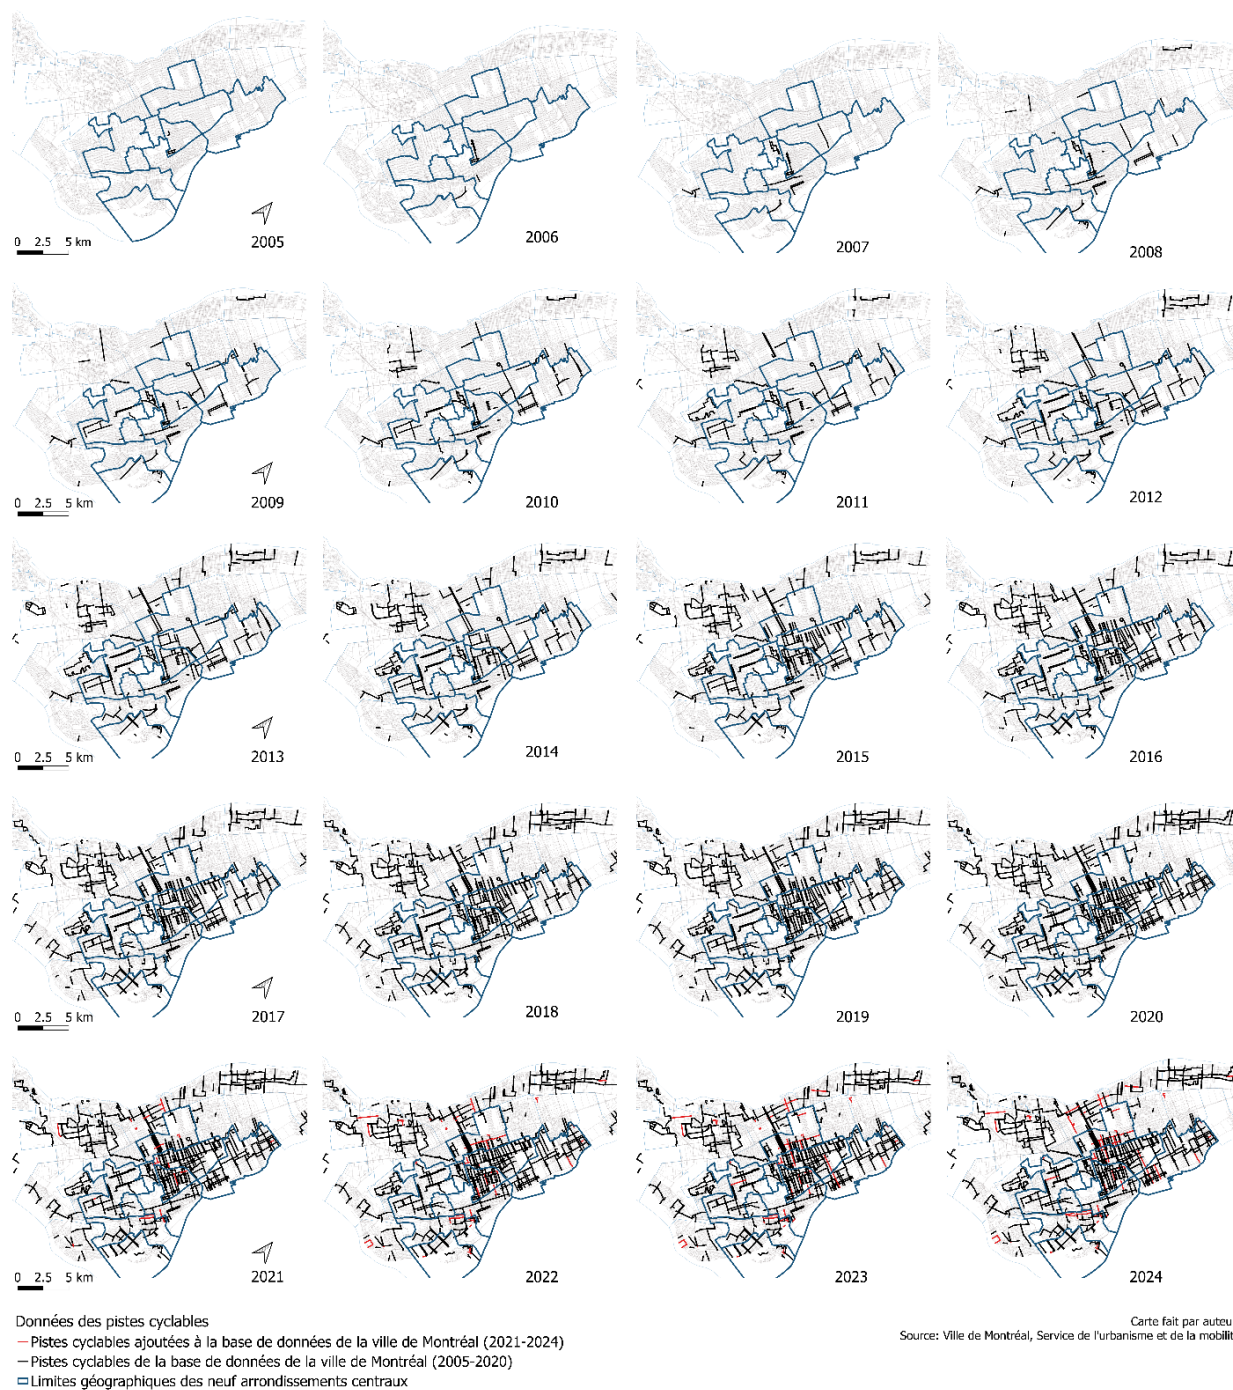 0 2.5 5 km
2005
2006
2007
2008
0 2.5 5 km
2009
2010
2011
2012
0 2.5 5 km
2013
2014
2015
2016
0 2.5 5 km
2017
2018
2019
2020
0 2.5 5 km
2021
2022
2023
2024
Données des pistes cyclables
Pistes cyclables ajoutées à la base de données de la ville de Montréal (2021-2024)
Pistes cyclables de la base de données de la ville de Montréal (2005-2020)
Limites géographiques des neuf arrondissements centraux
Carte fait par auteu
Source: Ville de Montréal, Service de l'urbanisme et de la mobilit